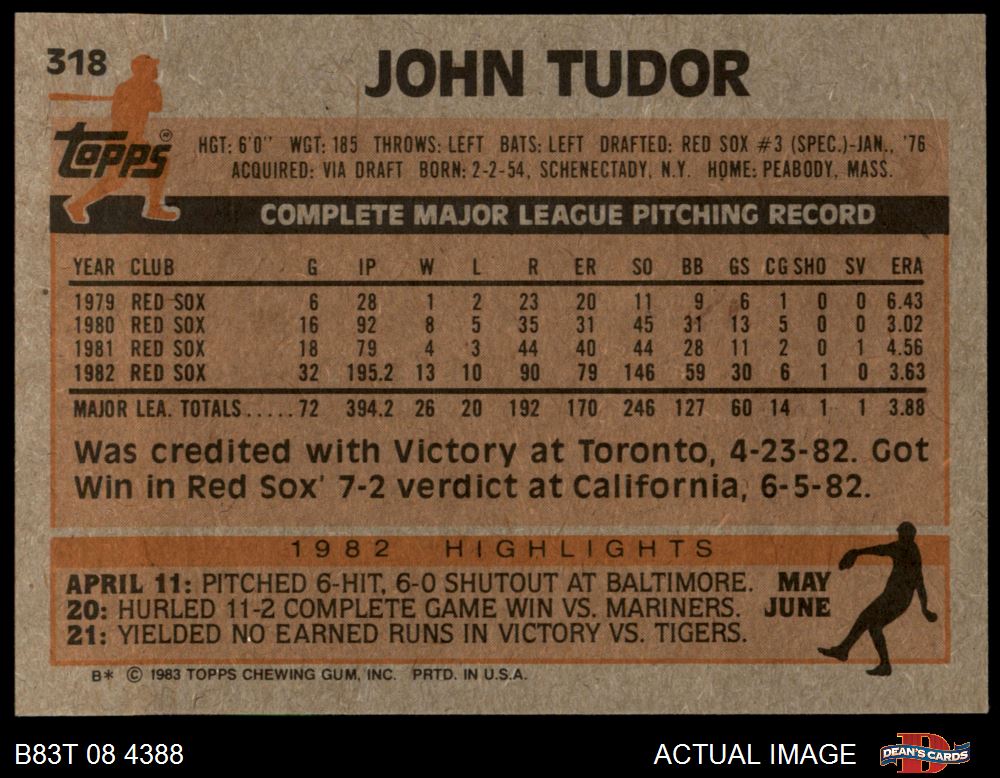 318
JOHN TUDOR
topps®
HGT: 6'0" WGT: 185 THROWS: LEFT BATS: LEFT DRAFTED: RED SOX #3 (SPEC.)-JAN., '76
ACQUIRED: VIA DRAFT BORN: 2-2-54, SCHENECTADY, N.Y. HOME: PEABODY, MASS.
COMPLETE MAJOR LEAGUE PITCHING RECORD
YEAR CLUB G IP W L R ER SO BB GS CG SHO SV ERA
1979 RED SOX 6 28 1 2 23 20 11 9 6 1 0 0 6.43
1980 RED SOX 16 92 8 5 35 31 45 31 13 5 0 0 3.02
1981 RED SOX 18 79 4 3 44 40 44 28 11 2 0 1 4.56
1982 RED SOX 32 195.2 13 10 90 79 146 59 30 6 1 0 3.63
MAJOR LEA. TOTALS.....72 394.2 26 20 192 170 246 127 60 14 1 1 3.88
Was credited with Victory at Toronto, 4-23-82. Got
Win in Red Sox' 7-2 verdict at California, 6-5-82.
1982 HIGHLIGHTS
APRIL 11: PITCHED 6-HIT, 6-0 SHUTOUT AT BALTIMORE. MAY
20: HURLED 11-2 COMPLETE GAME WIN VS. MARINERS. JUNE
21: YIELDED NO EARNED RUNS IN VICTORY VS. TIGERS.
B* © 1983 TOPPS CHEWING GUM, INC. PRTD. IN U.S.A.
B83T 08 4388
ACTUAL IMAGE
DEAN'S CARDS